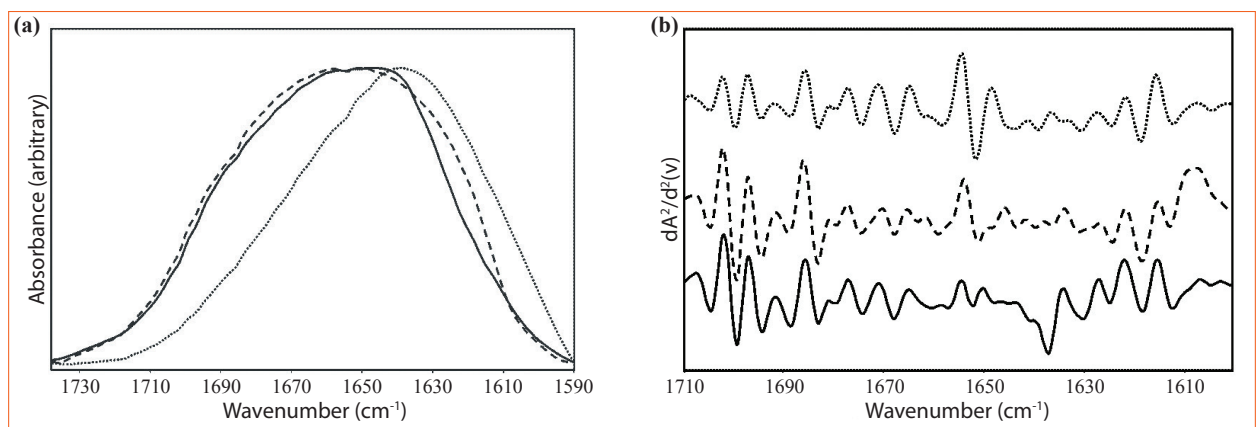 (a)
Absorbance (arbitrary)
1730 1710 1690 1670 1650 1630 1610 1590
Wavenumber (cm⁻¹)
(b)
dA²/d²(v)
1710 1690 1670 1650 1630 1610
Wavenumber (cm⁻¹)